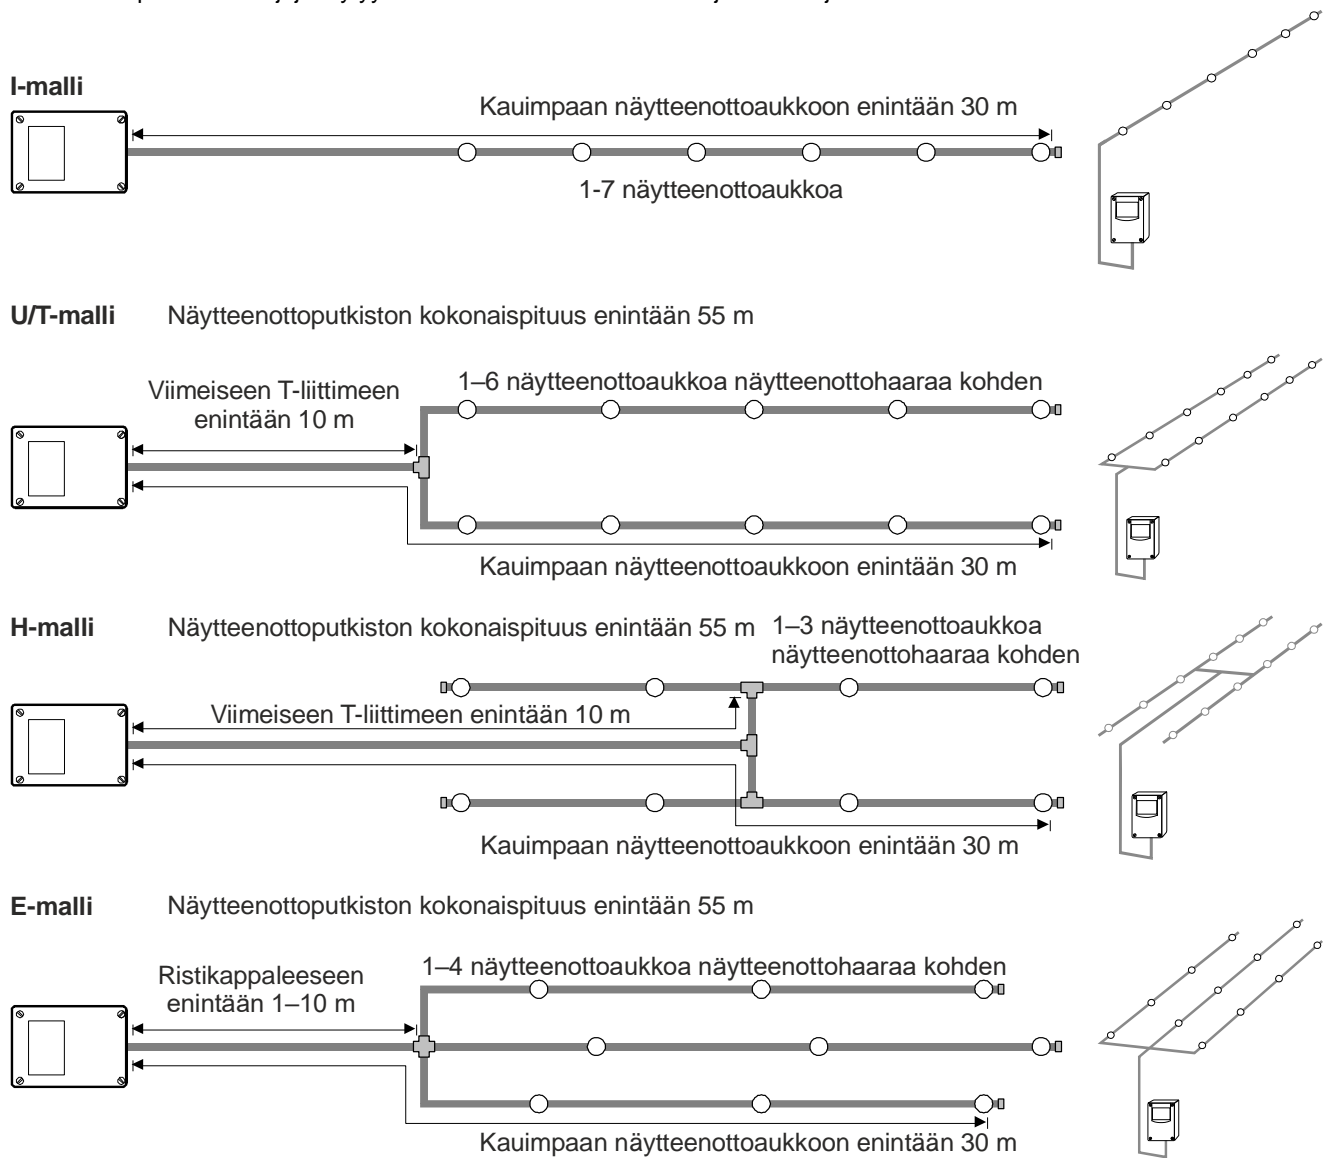 I-malli
Kauimpaan näytteenottoaukkoon enintään 30 m
1-7 näytteenottoaukkoa
U/T-malli Näytteenottoputkiston kokonaispituus enintään 55 m
Viimeiseen T-liittimeen
enintään 10 m
1–6 näytteenottoaukkoa näytteenottohaaraa kohden
Kauimpaan näytteenottoaukkoon enintään 30 m
H-malli Näytteenottoputkiston kokonaispituus enintään 55 m
1–3 näytteenottoaukkoa
näytteenottohaaraa kohden
Viimeiseen T-liittimeen enintään 10 m
Kauimpaan näytteenottoaukkoon enintään 30 m
E-malli Näytteenottoputkiston kokonaispituus enintään 55 m
Ristikappaleeseen
enintään 1–10 m
1–4 näytteenottoaukkoa näytteenottohaaraa kohden
Kauimpaan näytteenottoaukkoon enintään 30 m